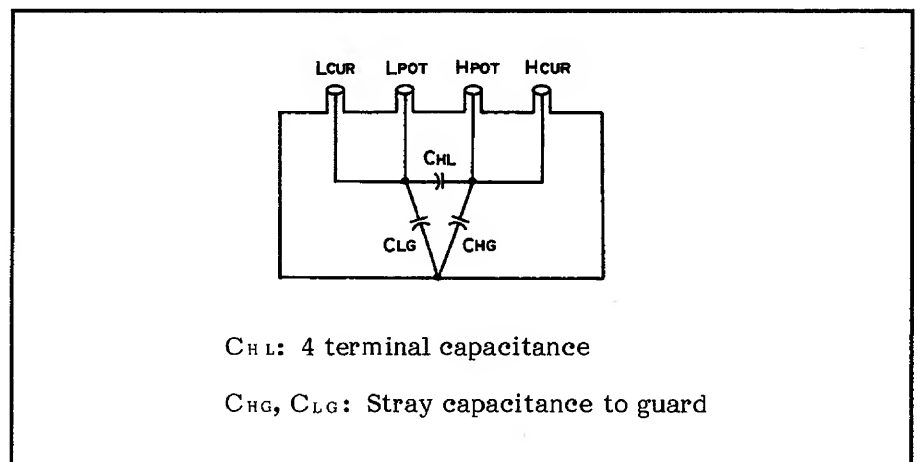 LCUR LPOT HPOT HCUR
CHL
CLG CHG
CHL: 4 terminal capacitance
CHG, CLG: Stray capacitance to guard